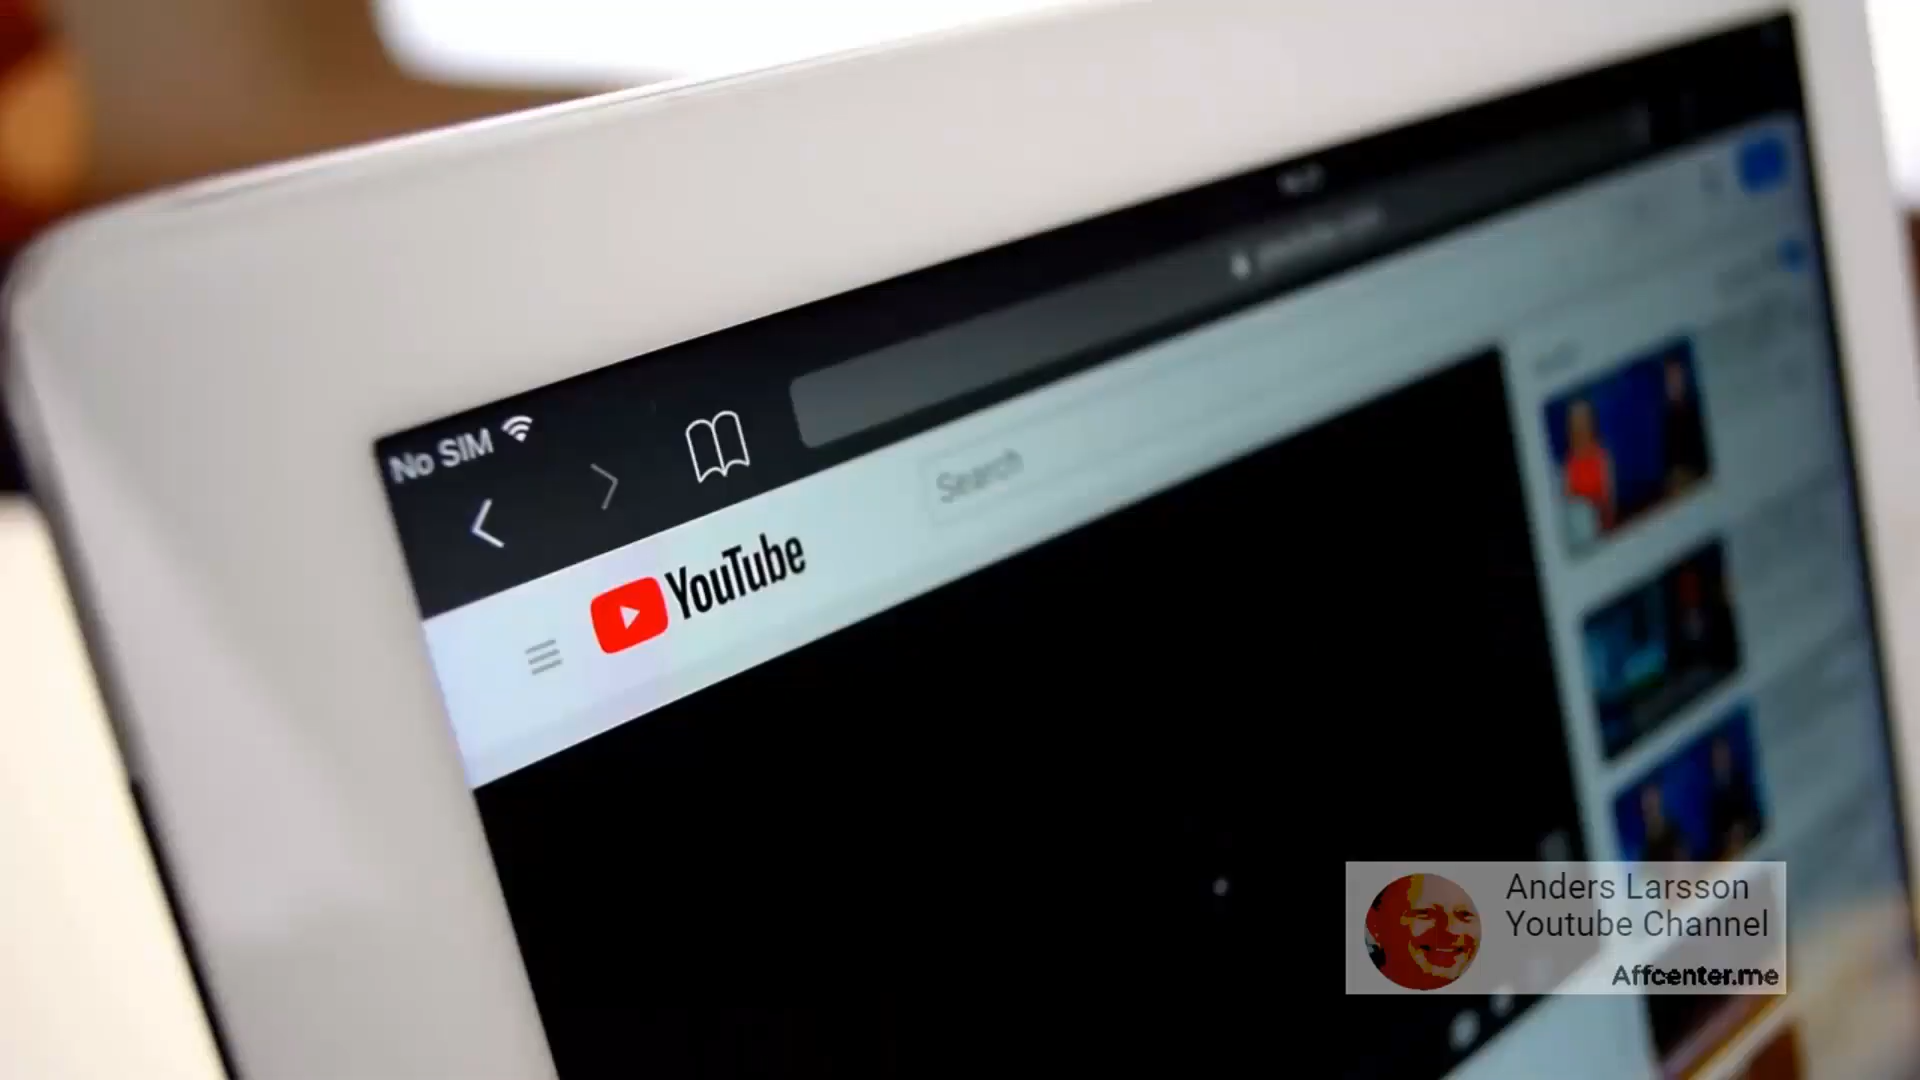 No SIM
Search
YouTube
Anders Larsson
Youtube Channel
Affcenter.me